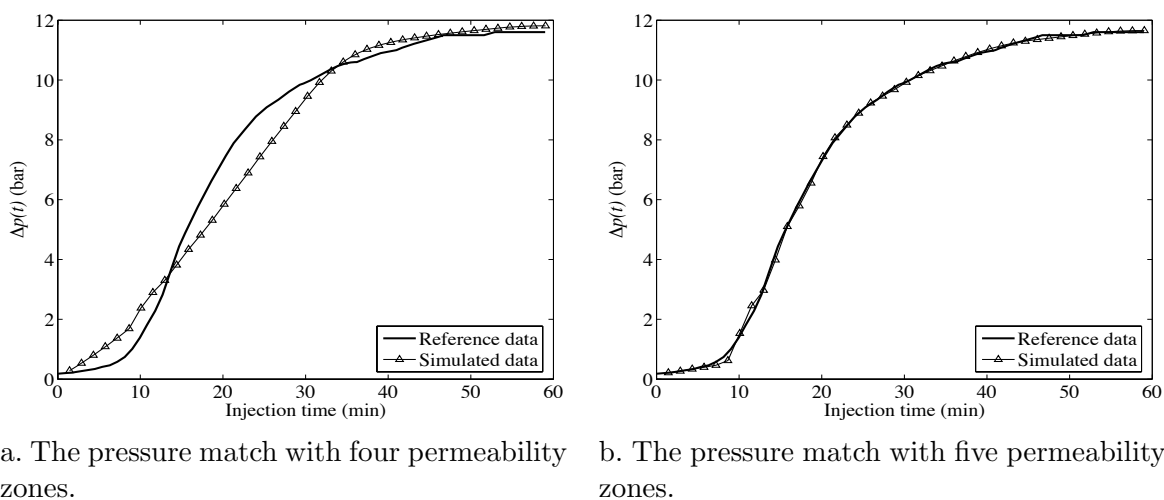 12
10
8
6
4
2
0
Δp(t) (bar)
0 10 20 30 40 50 60
Injection time (min)
Reference data
Simulated data
12
10
8
6
4
2
0
Δp(t) (bar)
0 10 20 30 40 50 60
Injection time (min)
Reference data
Simulated data
a. The pressure match with four permeability
zones.
b. The pressure match with five permeability
zones.